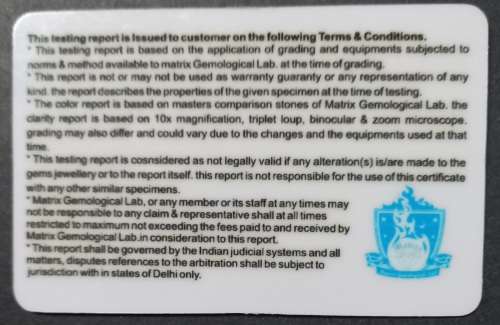 This testing report is Issued to customer on the following Terms & Conditions.
* This testing report is based on the application of grading and equipments subjected to
norms & method available to matrix Gemological Lab. at the time of grading.
* This report is not or may not be used as warranty guaranty or any representation of any
kind. the report describes the properties of the given specimen at the time of testing.
* The color report is based on masters comparison stones of Matrix Gemological Lab. the
clarity report is based on 10x magnification, triplet loup, binocular & zoom microscope.
grading may also differ and could vary due to the changes and the equipments used at that
time.
* This testing report is cosnsidered as not legally valid if any alteration(s) is/are made to the
gems jewellery or to the report itself. this report is not responsible for the use of this certificate
with any other similar specimens.
* Matrix Gemological Lab, or any member or its staff at any times may
not be responsible to any claim & representative shall at all times
restricted to maximum not exceeding the fees paid to and received by
Matrix Gemological Lab.in consideration to this report.
* This report shall be governed by the Indian judicial systems and all
matters, disputes references to the arbitration shall be subject to
jurisdiction with in states of Delhi only.